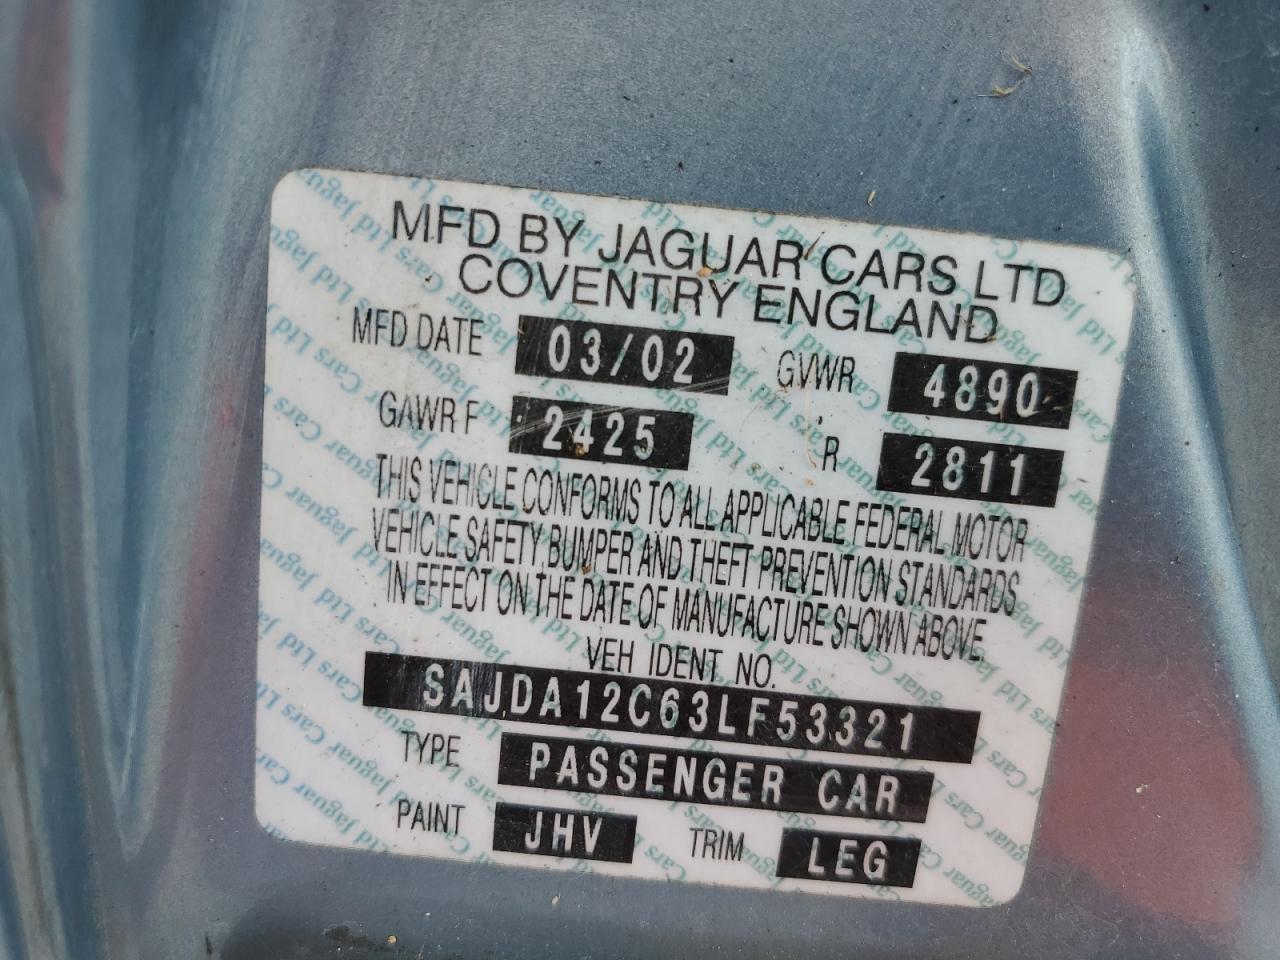 MFD BY JAGUAR CARS LTD
COVENTRY ENGLAND
MFD DATE 03/02 GVWR 4890
GAWR F 2425 R 2811
THIS VEHICLE CONFORMS TO ALL APPLICABLE FEDERAL MOTOR
VEHICLE SAFETY BUMPER AND THEFT PREVENTION STANDARDS
IN EFFECT ON THE DATE OF MANUFACTURE SHOWN ABOVE.
VEH IDENT NO.
SAJDA12C63LF53321
TYPE PASSENGER CAR
PAINT JHV TRIM LEG